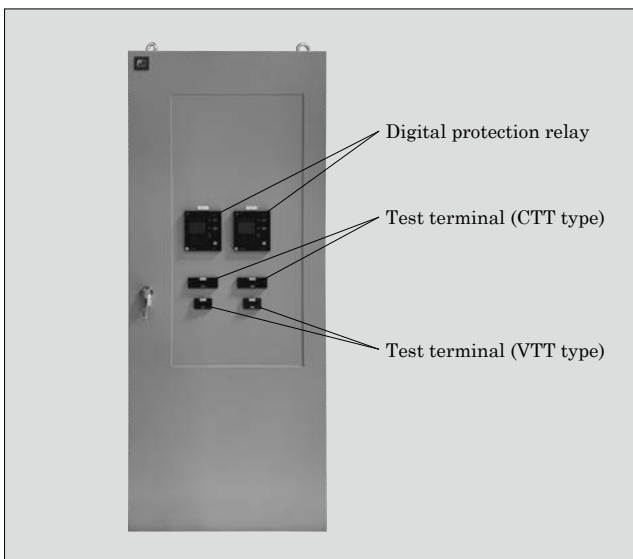 Digital protection relay
Test terminal (CTT type)
Test terminal (VTT type)